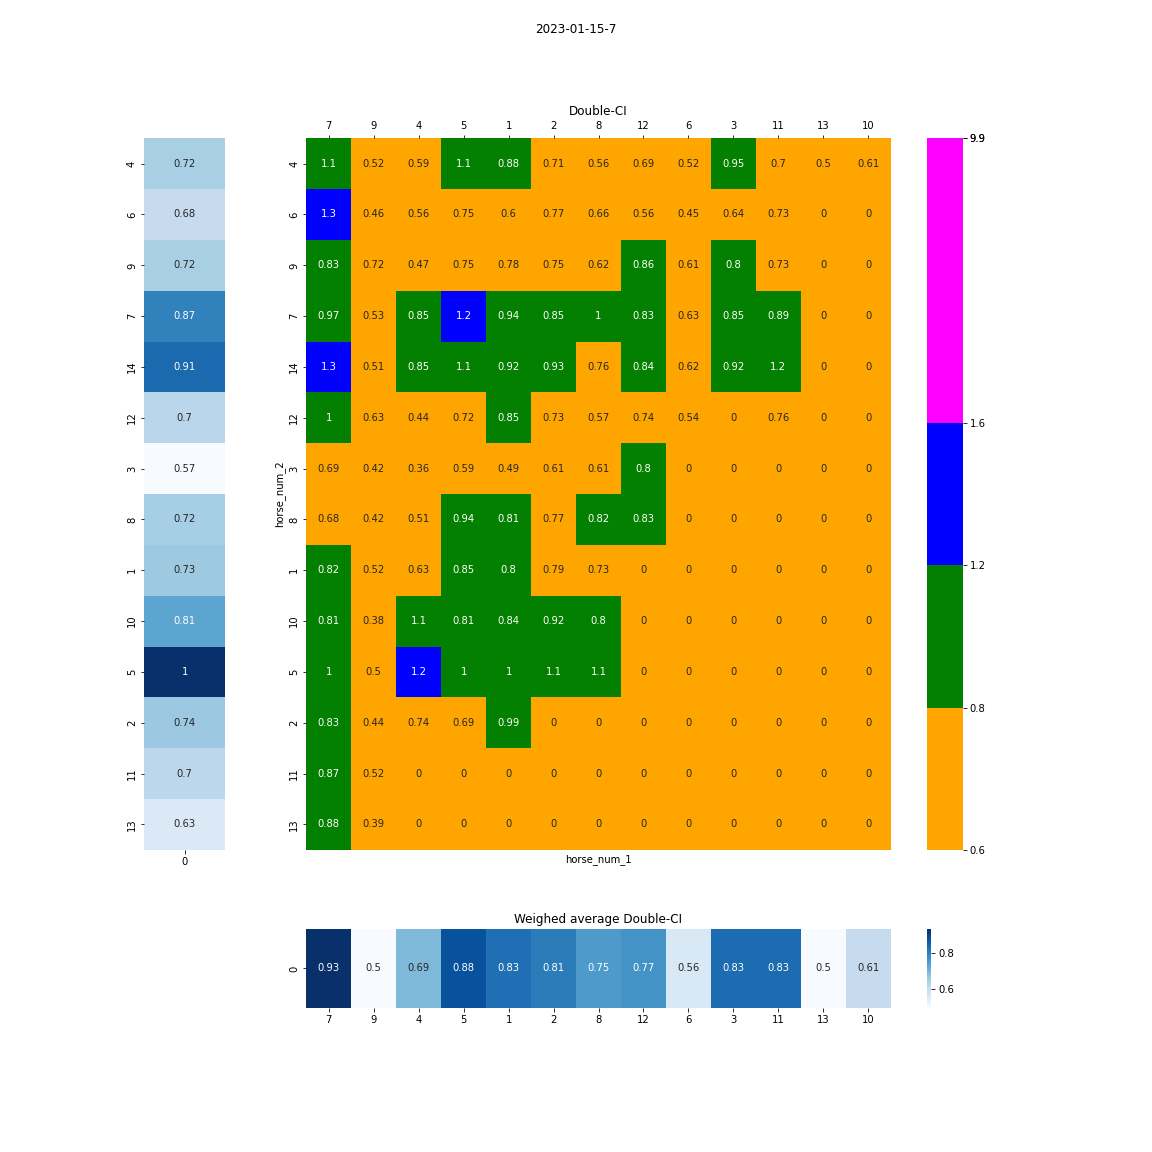 2023-01-15-7
Double-CI
7 9 4 5 1 2 8 12 6 3 11 13 10
9.9
4 0.72 4 1.1 0.52 0.59 1.1 0.88 0.71 0.56 0.69 0.52 0.95 0.7 0.5 0.61
6 0.68 6 1.3 0.46 0.56 0.75 0.6 0.77 0.66 0.56 0.45 0.64 0.73 0 0
9 0.72 9 0.83 0.72 0.47 0.75 0.78 0.75 0.62 0.86 0.61 0.8 0.73 0 0
7 0.87 7 0.97 0.53 0.85 1.2 0.94 0.85 1 0.83 0.63 0.85 0.89 0 0
14 0.91 14 1.3 0.51 0.85 1.1 0.92 0.93 0.76 0.84 0.62 0.92 1.2 0 0
12 0.7 12 1 0.63 0.44 0.72 0.85 0.73 0.57 0.74 0.54 0 0.76 0 0
1.6
3 0.57 3 0.69 0.42 0.36 0.59 0.49 0.61 0.61 0.8 0 0 0 0 0
horse_num_2
8 0.72 8 0.68 0.42 0.51 0.94 0.81 0.77 0.82 0.83 0 0 0 0 0
1.2
1 0.73 1 0.82 0.52 0.63 0.85 0.8 0.79 0.73 0 0 0 0 0 0
10 0.81 10 0.81 0.38 1.1 0.81 0.84 0.92 0.8 0 0 0 0 0 0
5 1 5 1 0.5 1.2 1 1 1.1 1.1 0 0 0 0 0 0
0.8
2 0.74 2 0.83 0.44 0.74 0.69 0.99 0 0 0 0 0 0 0 0
11 0.7 11 0.87 0.52 0 0 0 0 0 0 0 0 0 0 0
13 0.63 13 0.88 0.39 0 0 0 0 0 0 0 0 0 0 0
0.6
0
horse_num_1
Weighed average Double-CI
0 0.93 0.5 0.69 0.88 0.83 0.81 0.75 0.77 0.56 0.83 0.83 0.5 0.61
0.8
0.6
7 9 4 5 1 2 8 12 6 3 11 13 10